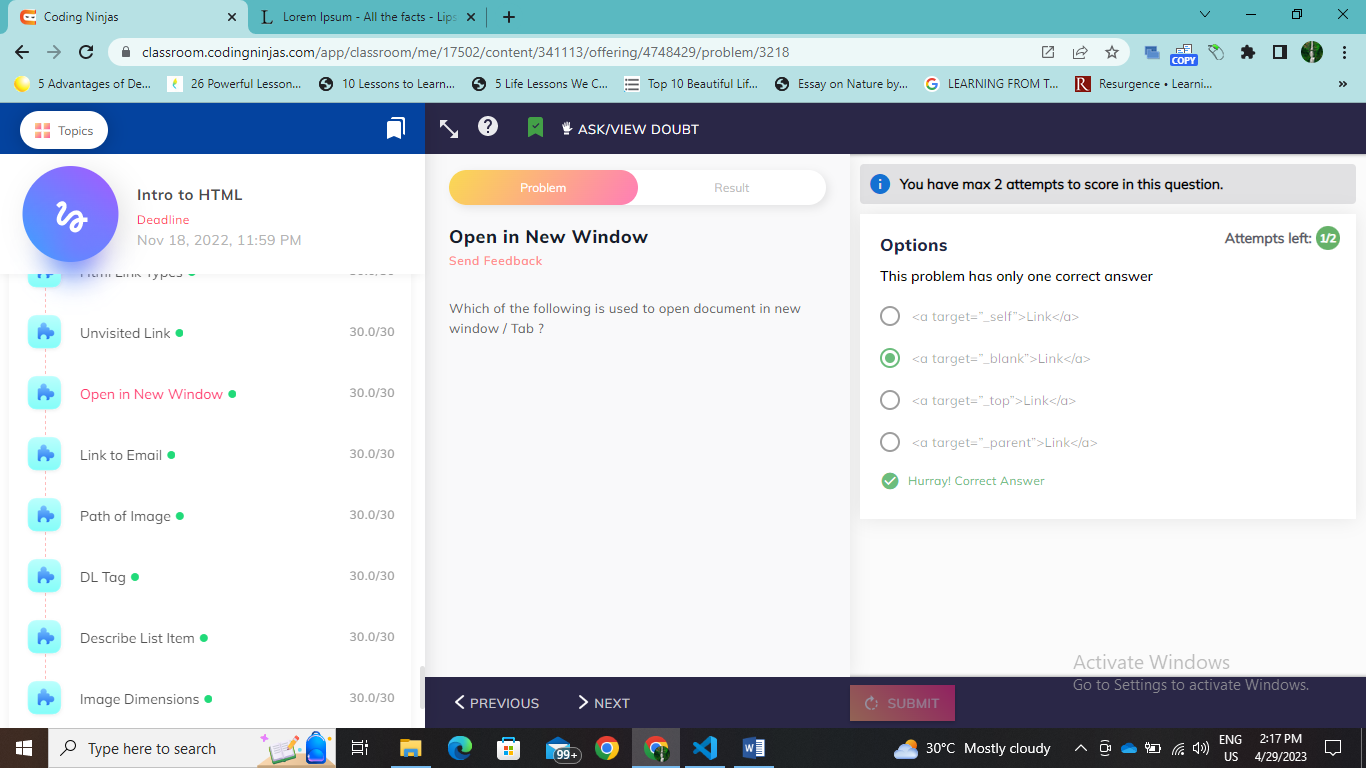 Coding Ninjas
Lorem Ipsum - All the facts - Lips
classroom.codingninjas.com/app/classroom/me/17502/content/341113/offering/4748429/problem/3218
COPY
5 Advantages of De...
26 Powerful Lesson...
10 Lessons to Learn...
5 Life Lessons We C...
Top 10 Beautiful Lif...
Essay on Nature by...
LEARNING FROM T...
Resurgence • Learni...
»
Topics
ASK/VIEW DOUBT
Intro to HTML
Deadline
Nov 18, 2022, 11:59 PM
Html Link Types
30.0/30
Unvisited Link
30.0/30
Open in New Window
30.0/30
Link to Email
30.0/30
Path of Image
30.0/30
DL Tag
30.0/30
Describe List Item
30.0/30
Image Dimensions
30.0/30
Problem
Result
Open in New Window
Send Feedback
Which of the following is used to open document in new
window / Tab ?
PREVIOUS
NEXT
You have max 2 attempts to score in this question.
Options
Attempts left: 1/2
This problem has only one correct answer
<a target="_self">Link</a>
<a target="_blank">Link</a>
<a target="_top">Link</a>
<a target="_parent">Link</a>
Hurray! Correct Answer
SUBMIT
Activate Windows
Go to Settings to activate Windows.
Type here to search
99+
30°C Mostly cloudy
ENG
US
2:17 PM
4/29/2023